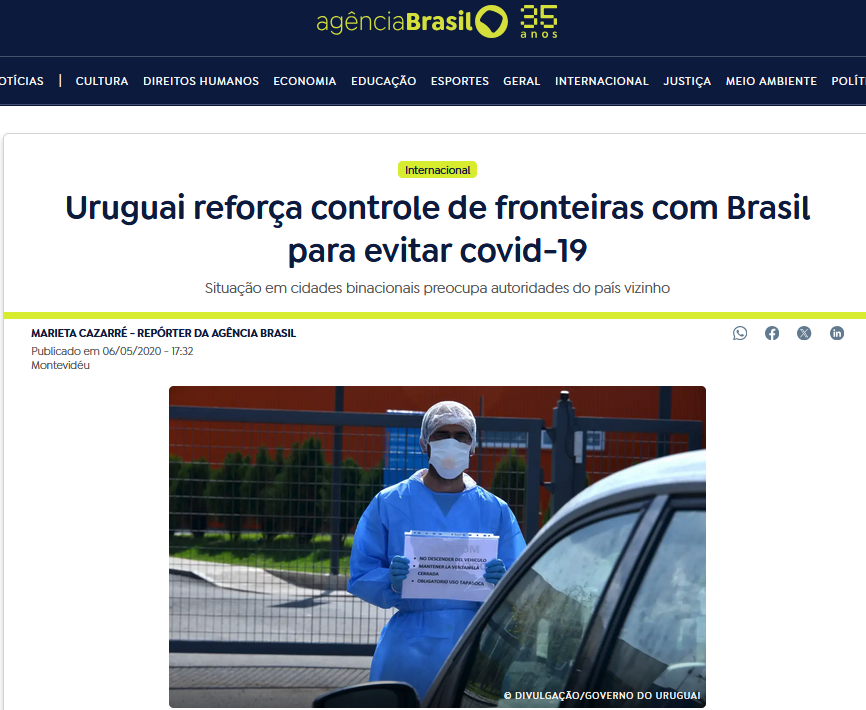 agênciaBrasil 35
anos
OTÍCIAS | CULTURA DIREITOS HUMANOS ECONOMIA EDUCAÇÃO ESPORTES GERAL INTERNACIONAL JUSTIÇA MEIO AMBIENTE POLÍT
Internacional
Uruguai reforça controle de fronteiras com Brasil
para evitar covid-19
Situação em cidades binacionais preocupa autoridades do país vizinho
MARIETA CAZARRÉ - REPÓRTER DA AGÊNCIA BRASIL
Publicado em 06/05/2020 - 17:32
Montevidéu
• NO DESCENDER DEL VEHICULO
• MANTENER LA VENTANILLA
CERRADA
• OBLIGATORIO USO TAPABOCA
© DIVULGAÇÃO/GOVERNO DO URUGUAI